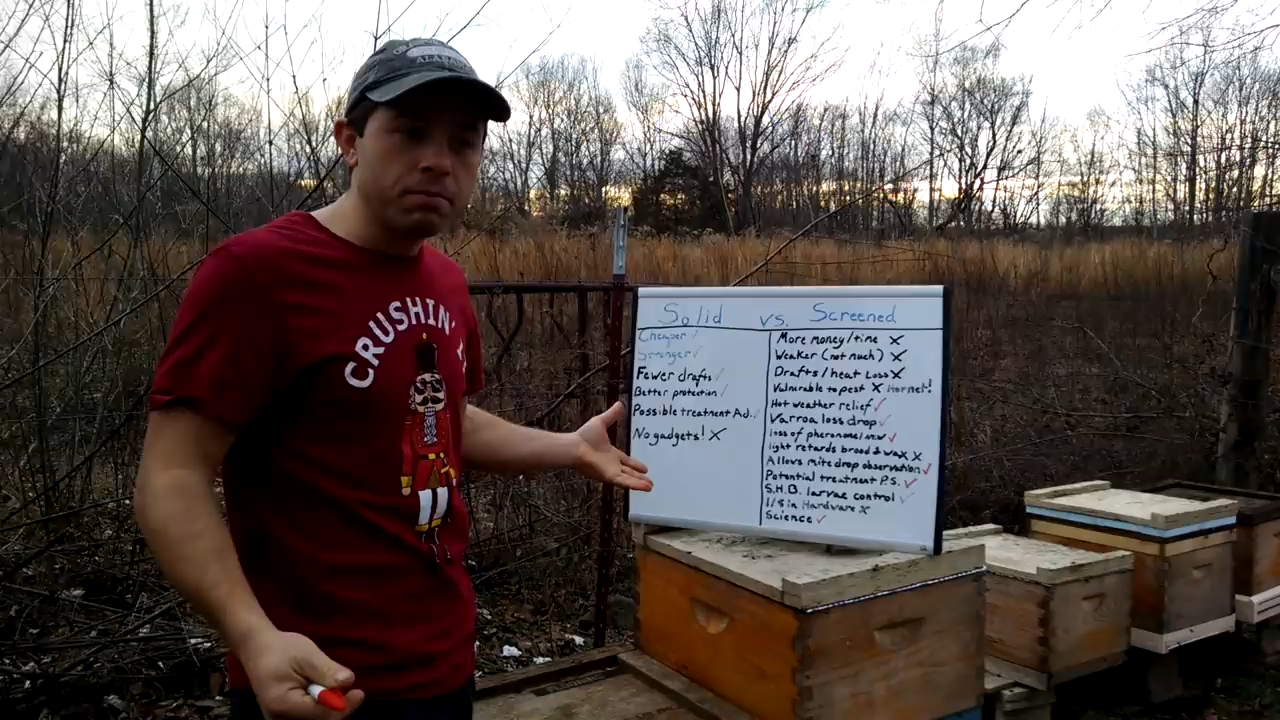 ALABAMA
CRUSHIN'
Solid vs. Screened
Cheaper ✓
Stronger ✓
Fewer drafts ✓
Better protection ✓
Possible treatment Ad. ✓
No gadgets! X
More money/time X
Weaker (not much) X
Drafts/heat Loss X
Vulnerable to pest X Hornet!
Hot weather relief ✓
Varroa loss drop ✓
loss of pheromone ✓
light retards brood & wax X X
Allows mite drop observation ✓
Potential treatment P.S. ✓
S.H.B. larvae control ✓
1/8 in Hardware X
Science ✓